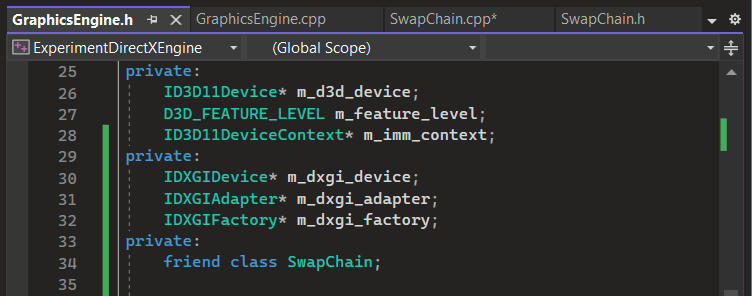 GraphicsEngine.h GraphicsEngine.cpp SwapChain.cpp* SwapChain.h
ExperimentDirectXEngine (Global Scope)
25 private:
26 ID3D11Device* m_d3d_device;
27 D3D_FEATURE_LEVEL m_feature_level;
28 ID3D11DeviceContext* m_imm_context;
29 private:
30 IDXGIDevice* m_dxgi_device;
31 IDXGIAdapter* m_dxgi_adapter;
32 IDXGIFactory* m_dxgi_factory;
33 private:
34 friend class SwapChain;
35